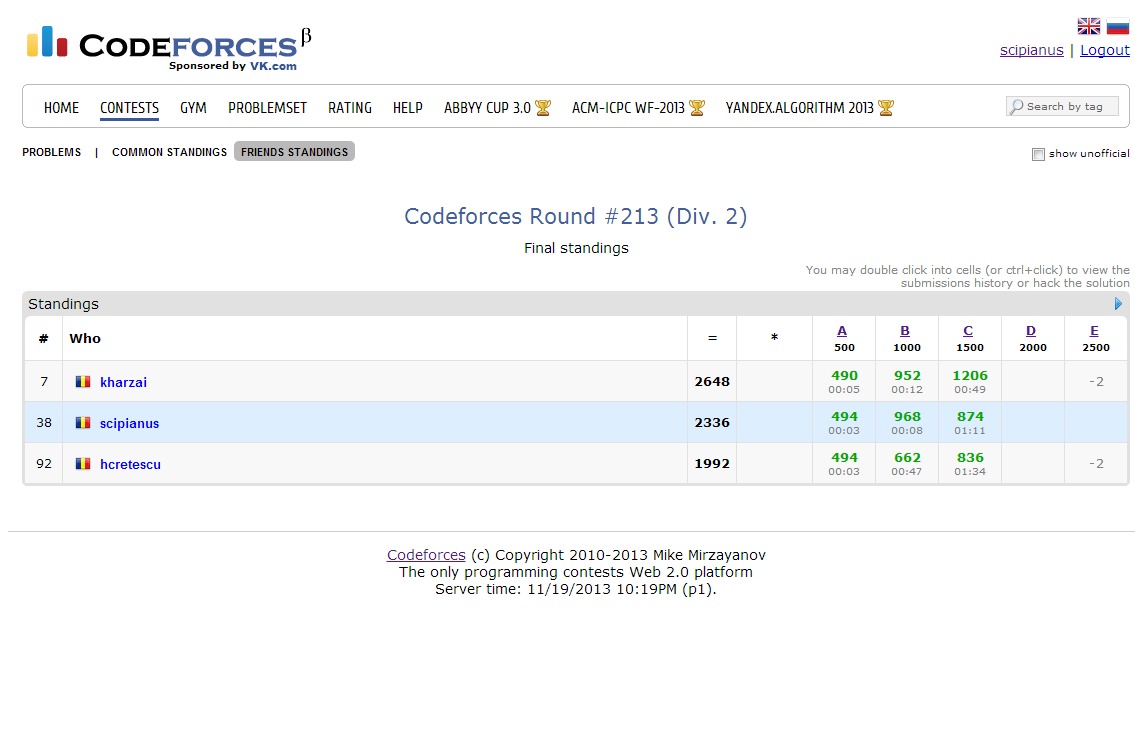 CODEFORCES β
Sponsored by VK.com
scipianus | Logout
HOME CONTESTS GYM PROBLEMSET RATING HELP ABBYY CUP 3.0 ACM-ICPC WF-2013 YANDEX.ALGORITHM 2013 Search by tag
PROBLEMS | COMMON STANDINGS FRIENDS STANDINGS show unofficial
Codeforces Round #213 (Div. 2)
Final standings
You may double click into cells (or ctrl+click) to view the
submissions history or hack the solution
Standings
# Who = * A B C D E
500 1000 1500 2000 2500
7 kharzai 2648 490 952 1206 -2
00:05 00:12 00:49
38 scipianus 2336 494 968 874
00:03 00:08 01:11
92 hcretescu 1992 494 662 836 -2
00:03 00:47 01:34
Codeforces (c) Copyright 2010-2013 Mike Mirzayanov
The only programming contests Web 2.0 platform
Server time: 11/19/2013 10:19PM (p1).